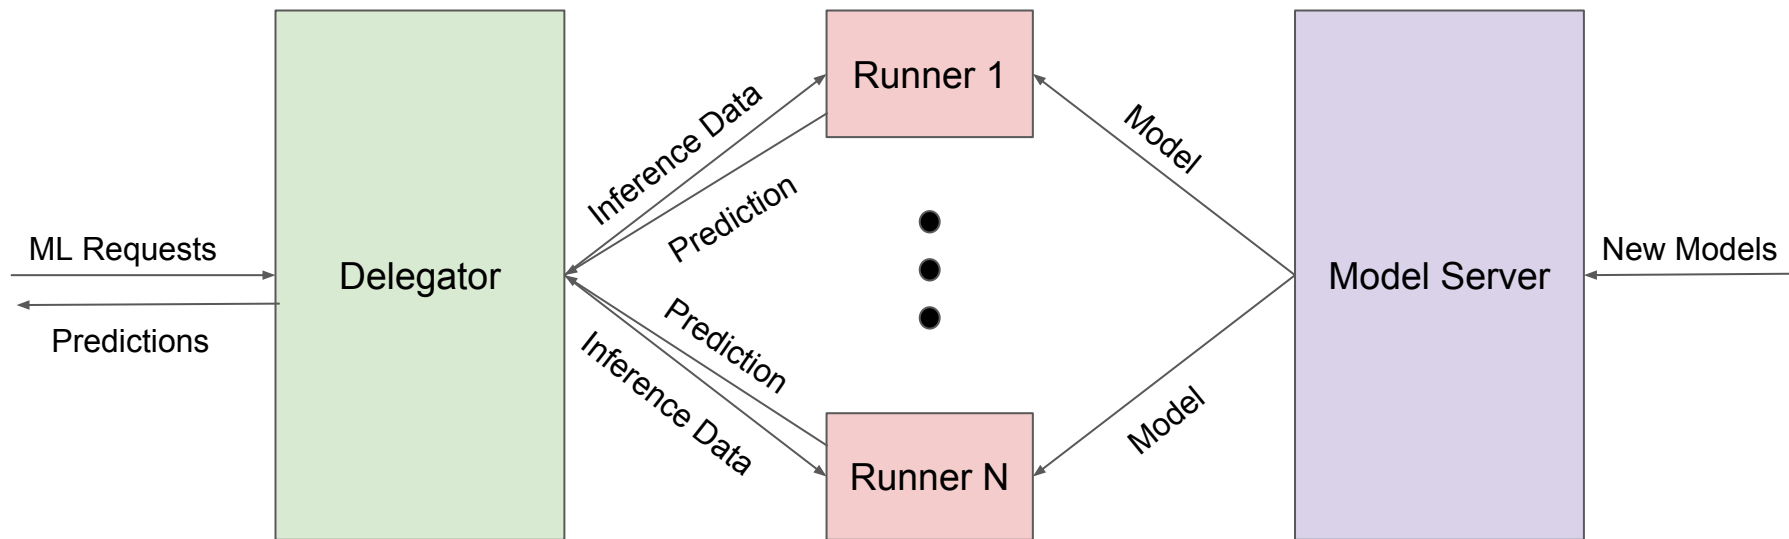 Runner 1
Inference Data
Model
Prediction
ML Requests
Delegator
Model Server
New Models
Predictions
Prediction
Inference Data
Model
Runner N